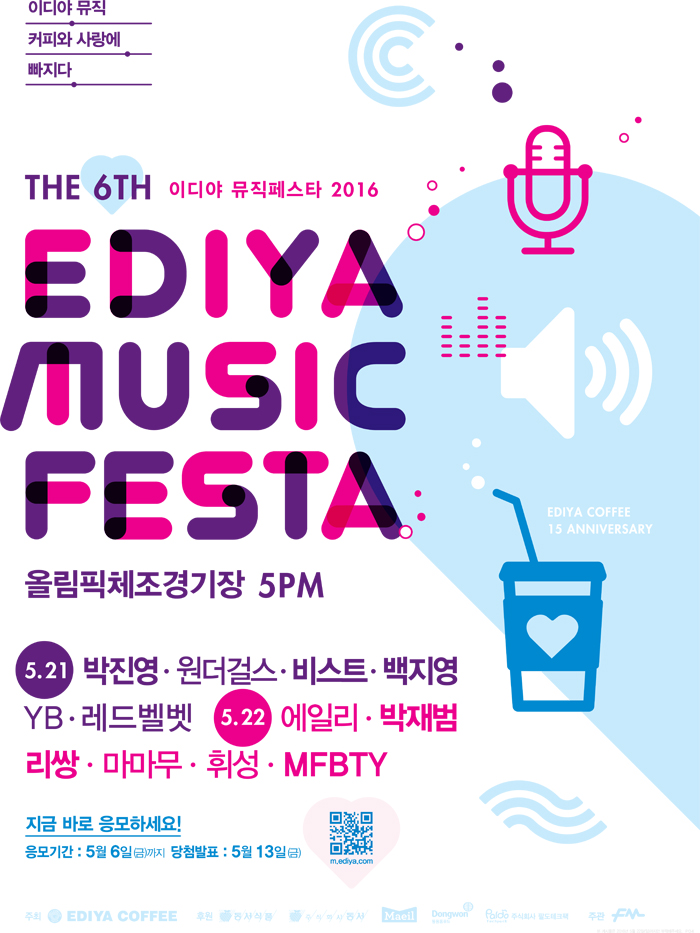 이디야 뮤직
커피와 사랑에
빠지다
THE 6TH 이디야 뮤직페스타 2016
EDIYA
MUSIC
FESTA
EDIYA COFFEE
15 ANNIVERSARY
올림픽체조경기장 5PM
5.21 박진영 · 원더걸스 · 비스트 · 백지영
YB · 레드벨벳 5.22 에일리 · 박재범
리쌍 · 마마무 · 휘성 · MFBTY
지금 바로 응모하세요!
응모기간 : 5월 6일(금)까지 당첨발표 : 5월 13일(금)
m.ediya.com
주최 EDIYA COFFEE 후원 동서식품 Maeil Dongwon Paldo 주관 FM